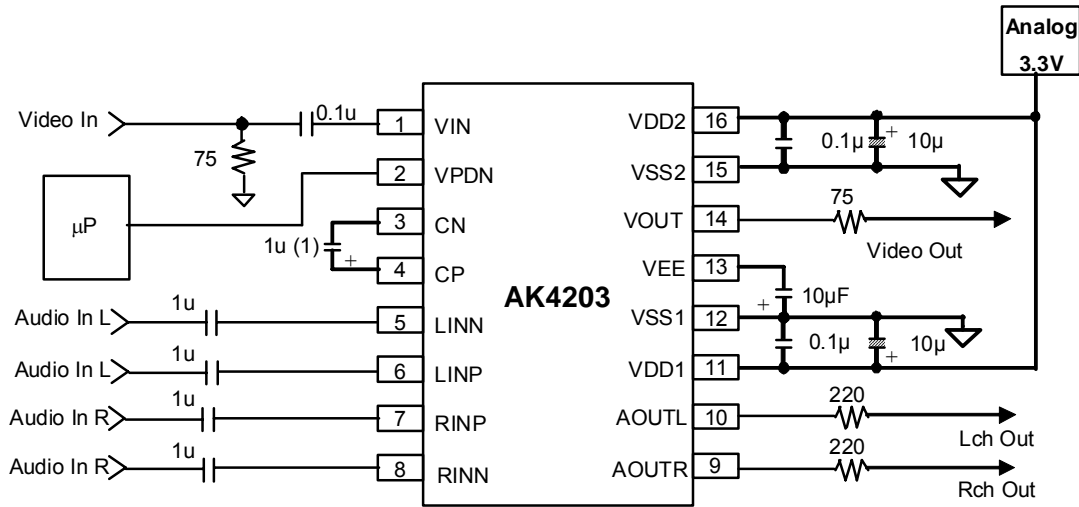 Analog
3.3V
Video In
0.1u
75
1 VIN
µP
2 VPDN
3 CN
1u (1)
+
4 CP
Audio In L
1u
5 LINN
Audio In L
1u
6 LINP
Audio In R
1u
7 RINP
Audio In R
1u
8 RINN
AK4203
VDD2 16
0.1µ
+
10µ
VSS2 15
VOUT 14
75
Video Out
VEE 13
10µF
+
VSS1 12
0.1µ
10µ
+
VDD1 11
AOUTL 10
220
Lch Out
AOUTR 9
220
Rch Out